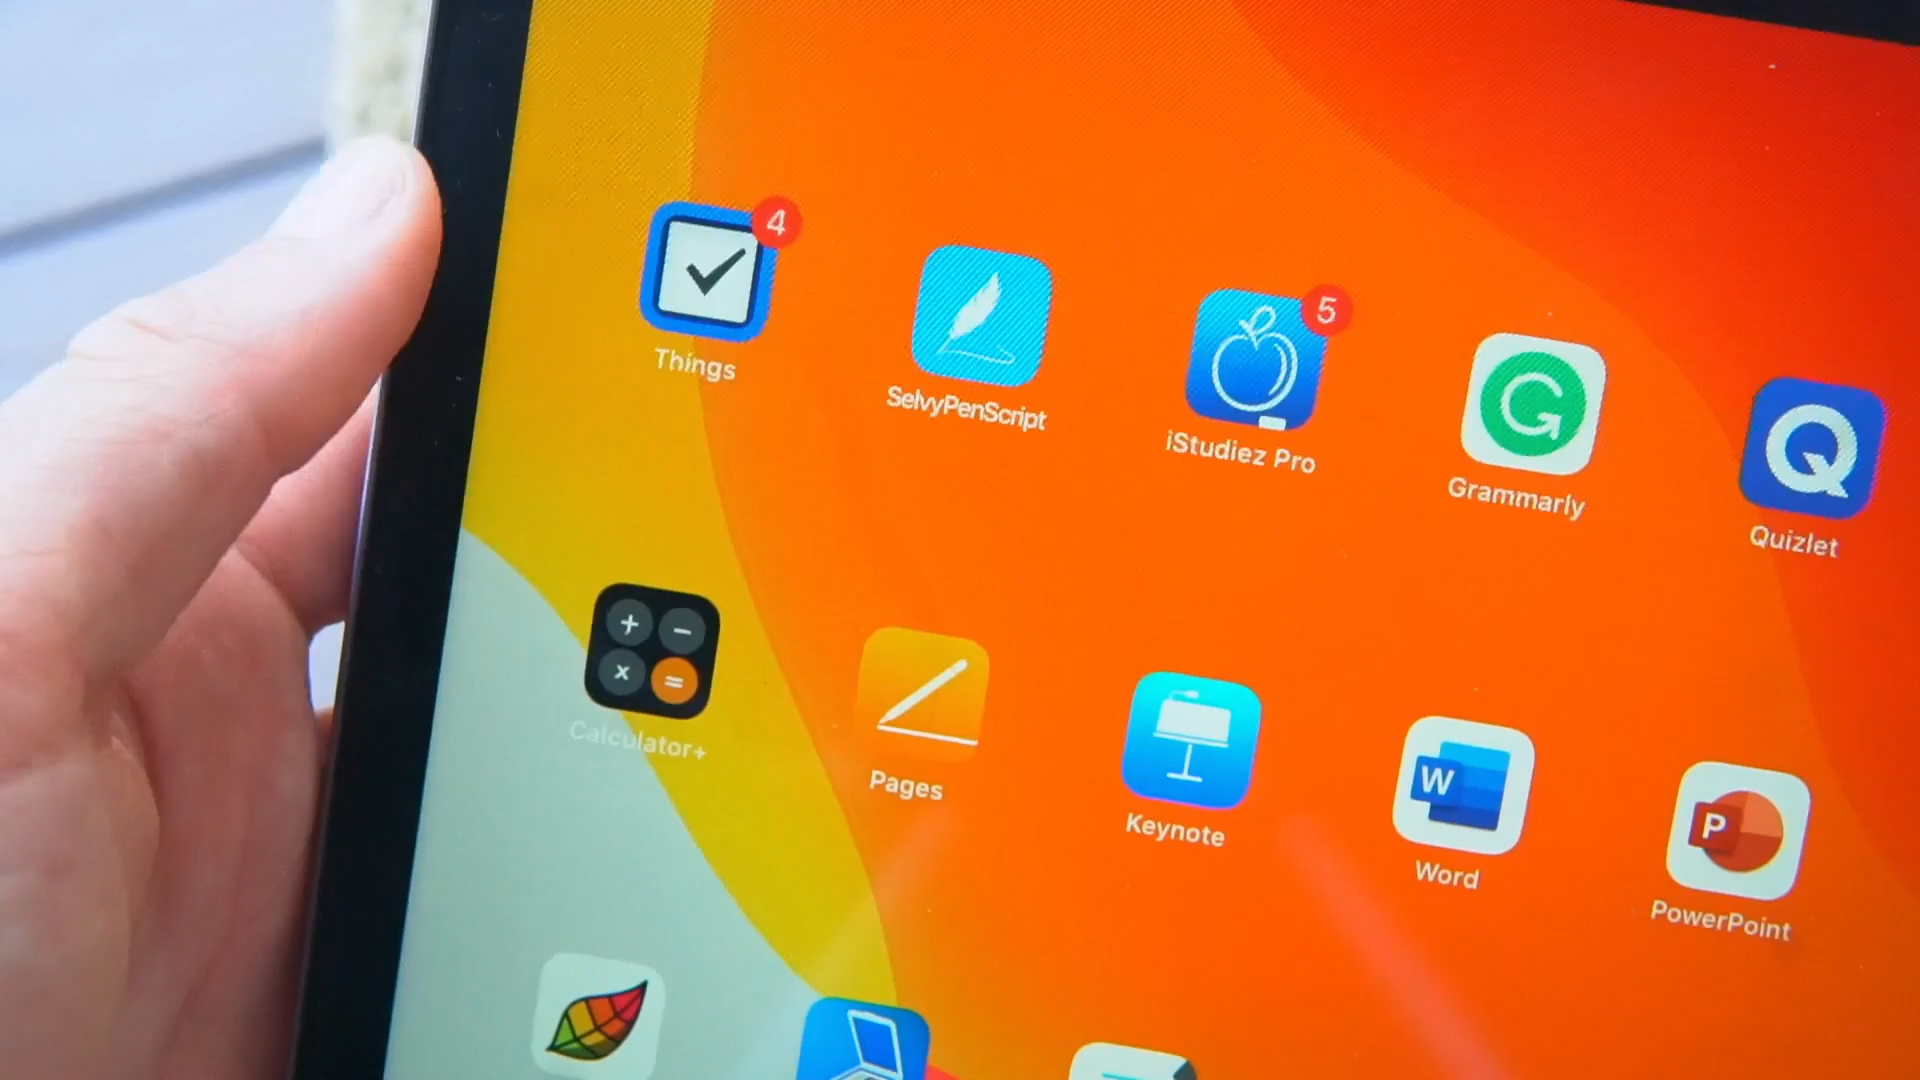 4
5
Things
SelvyPenScript
iStudiez Pro
G
Grammarly
Q
Quizlet
+ −
x =
Calculator+
Pages
Keynote
W
Word
P
PowerPoint